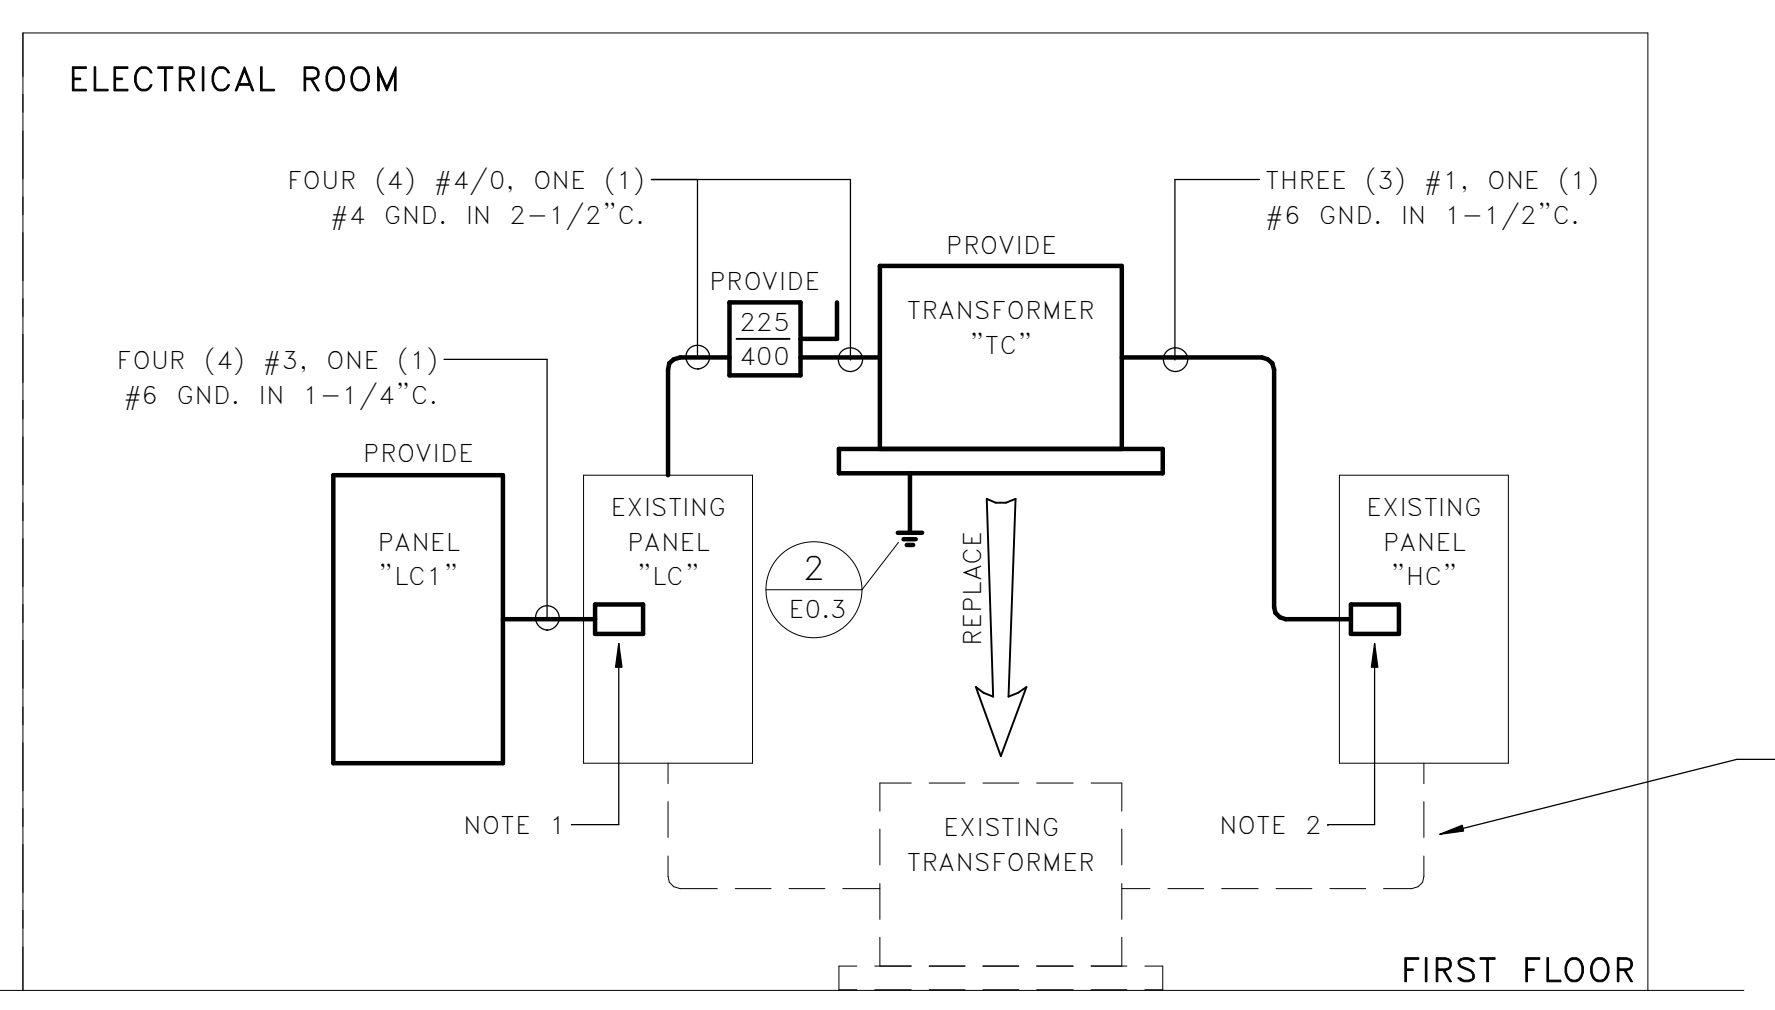 ELECTRICAL ROOM
FOUR (4) #4/0, ONE (1)
#4 GND. IN 2-1/2"C.
THREE (3) #1, ONE (1)
#6 GND. IN 1-1/2"C.
PROVIDE
TRANSFORMER
"TC"
PROVIDE
225
400
FOUR (4) #3, ONE (1)
#6 GND. IN 1-1/4"C.
PROVIDE
PANEL
"LC1"
EXISTING
PANEL
"LC"
2
E0.3
REPLACE
EXISTING
PANEL
"HC"
NOTE 1
NOTE 2
EXISTING
TRANSFORMER
FIRST FLOOR